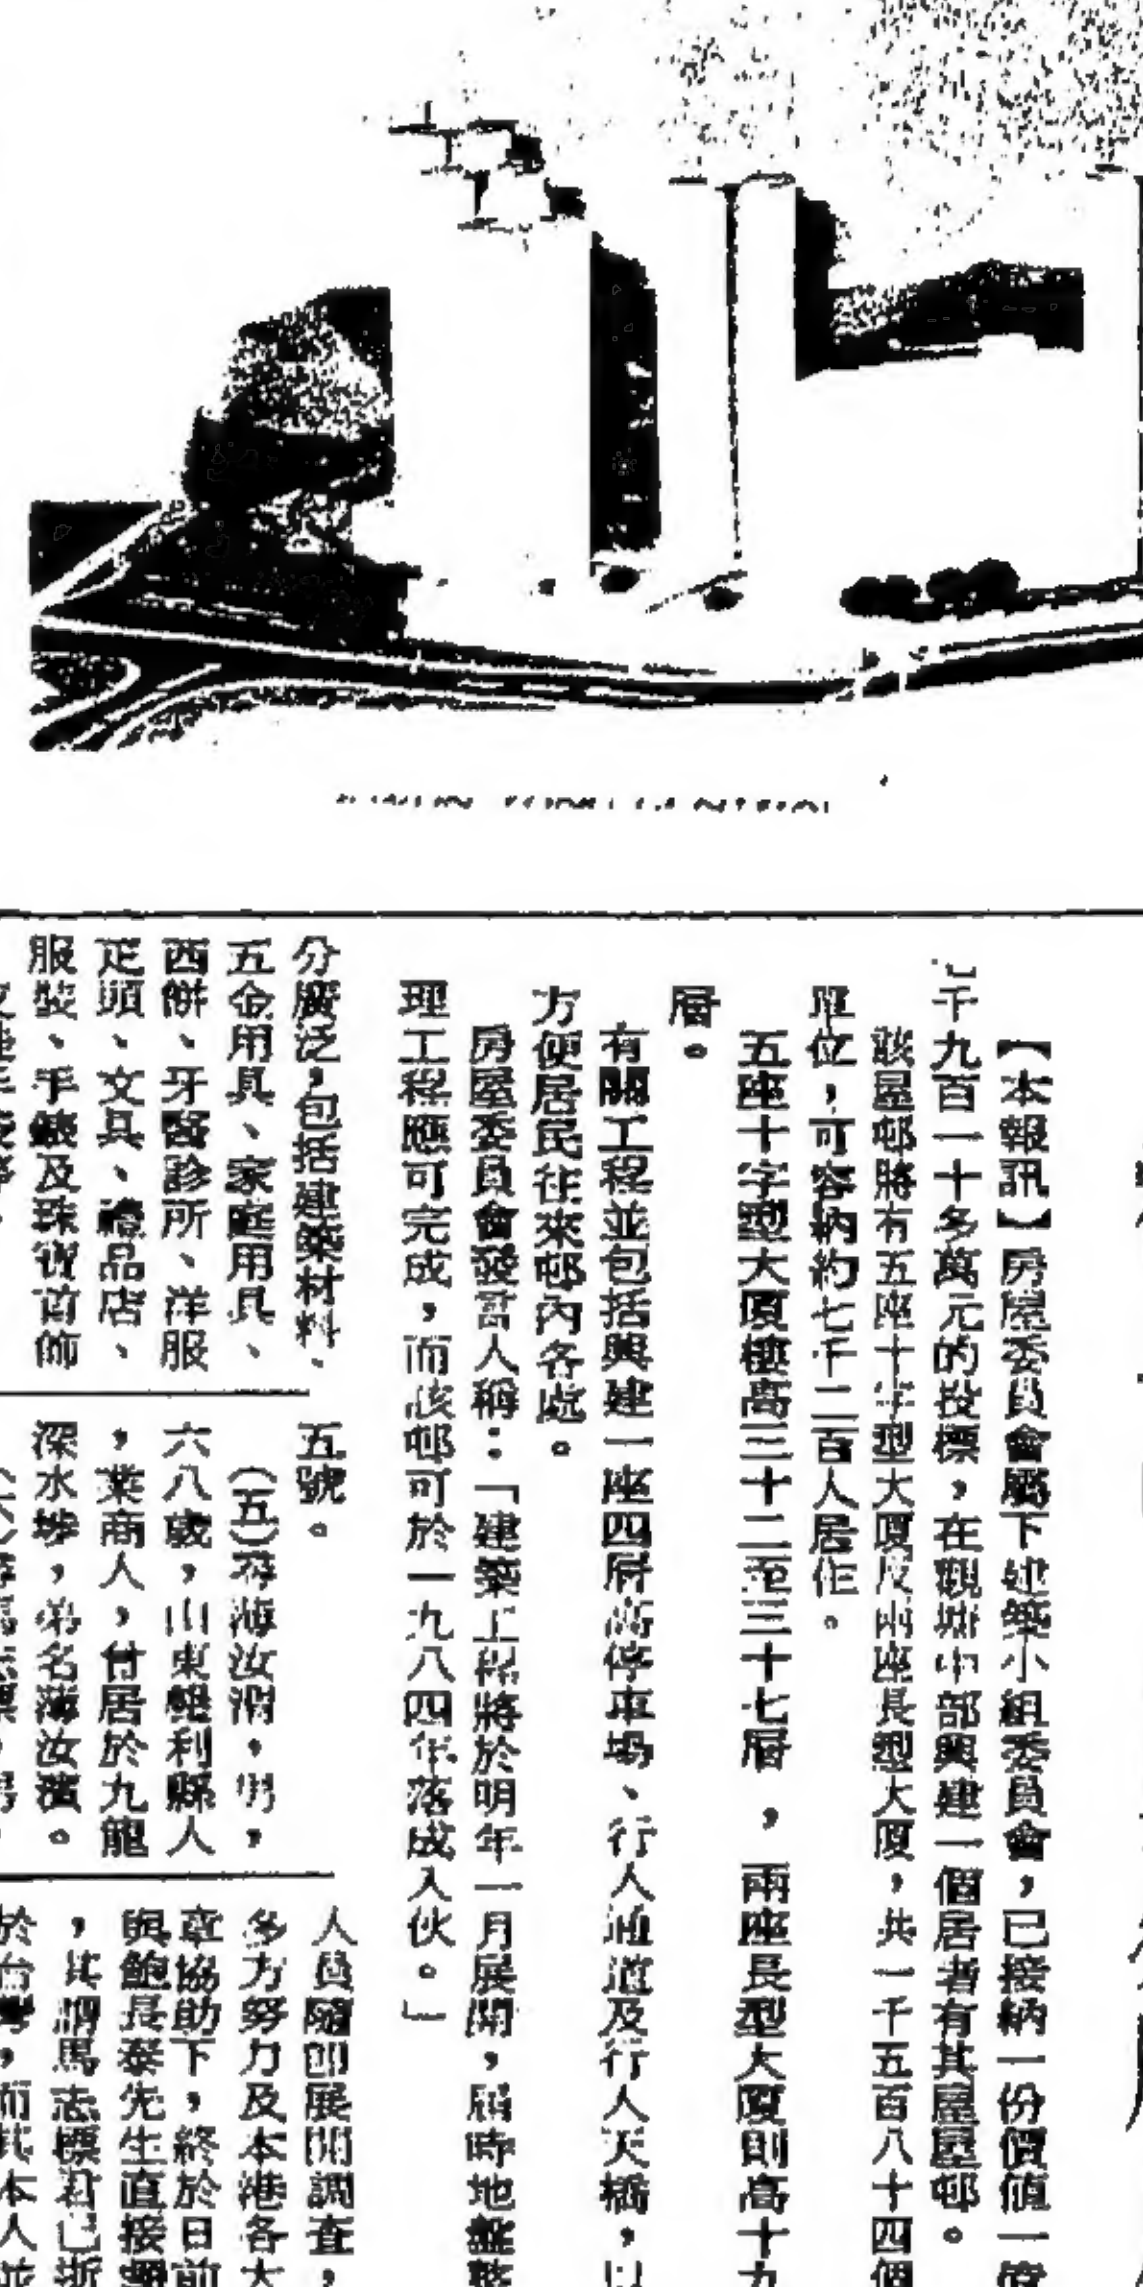 【本報訊】房屋委員會屬下建築小組委員會，已接納一份價值一億
千九百一十多萬元的投標，在觀塘中部興建一個居者有其屋屋邨。
該屋邨將有五座十字型大廈及兩座長型大廈，共一千五百八十四個
單位，可容納約七千二百人居住。
五座十字型大廈樓高三十二至三十七層，兩座長型大廈則高十九
層。
有關工程並包括興建一座四層高停車場、行人通道及行人天橋，以
方便居民往來邨內各處。
房屋委員會發言人稱：「建築工程將於明年一月展開，屆時地盤整
理工程應可完成，而該邨可於一九八四年落成入伙。」
分廣泛，包括建築材料、
五金用具、家庭用具、
西餅、牙醫診所、洋服
疋頭、文具、禮品店、
服裝、手錶及珠寶首飾
五號。
（五）尋薄汝清，男，
六八歲，山東墾利縣人
，業商人，曾居於九龍
深水埗，弟名薄汝濱。
人員隨即展開調查，
多方努力及本港各大
章協助下，終於日前
與鮑長泰先生直接聯
，其謂馬志標君已逝
於台灣，而其本人並